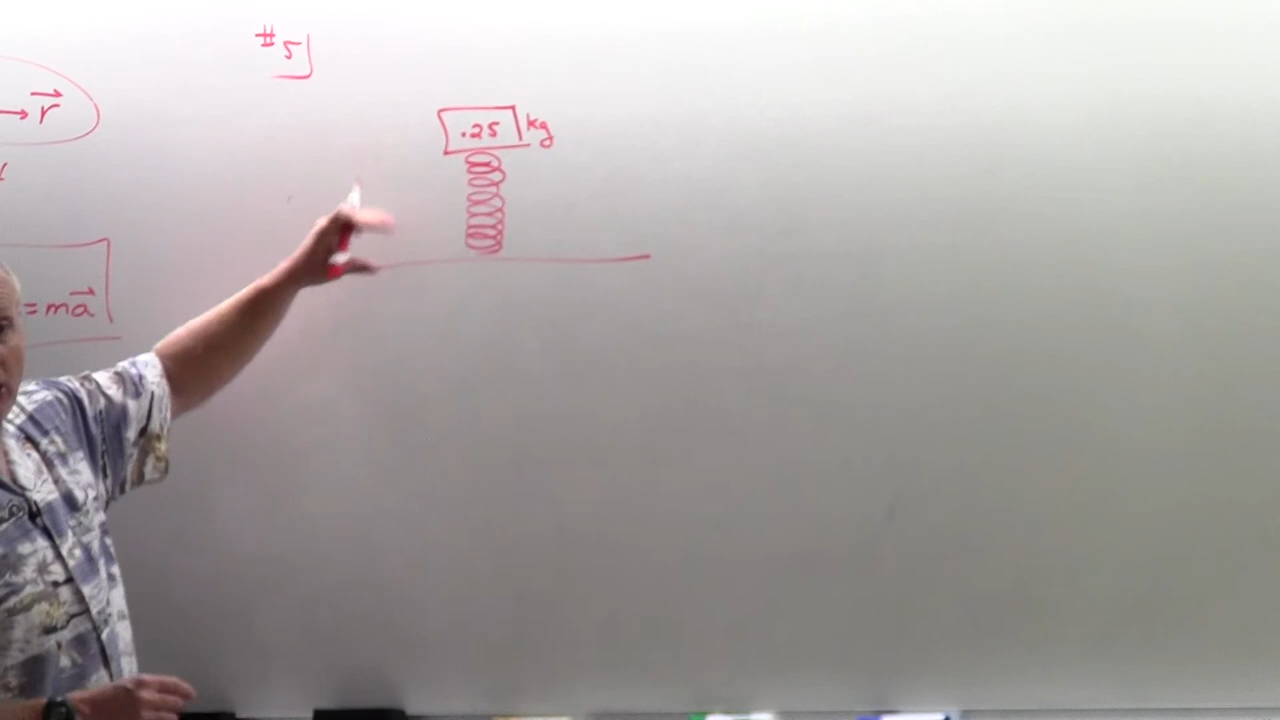 #5
→ r⃗
.25 kg
= ma⃗